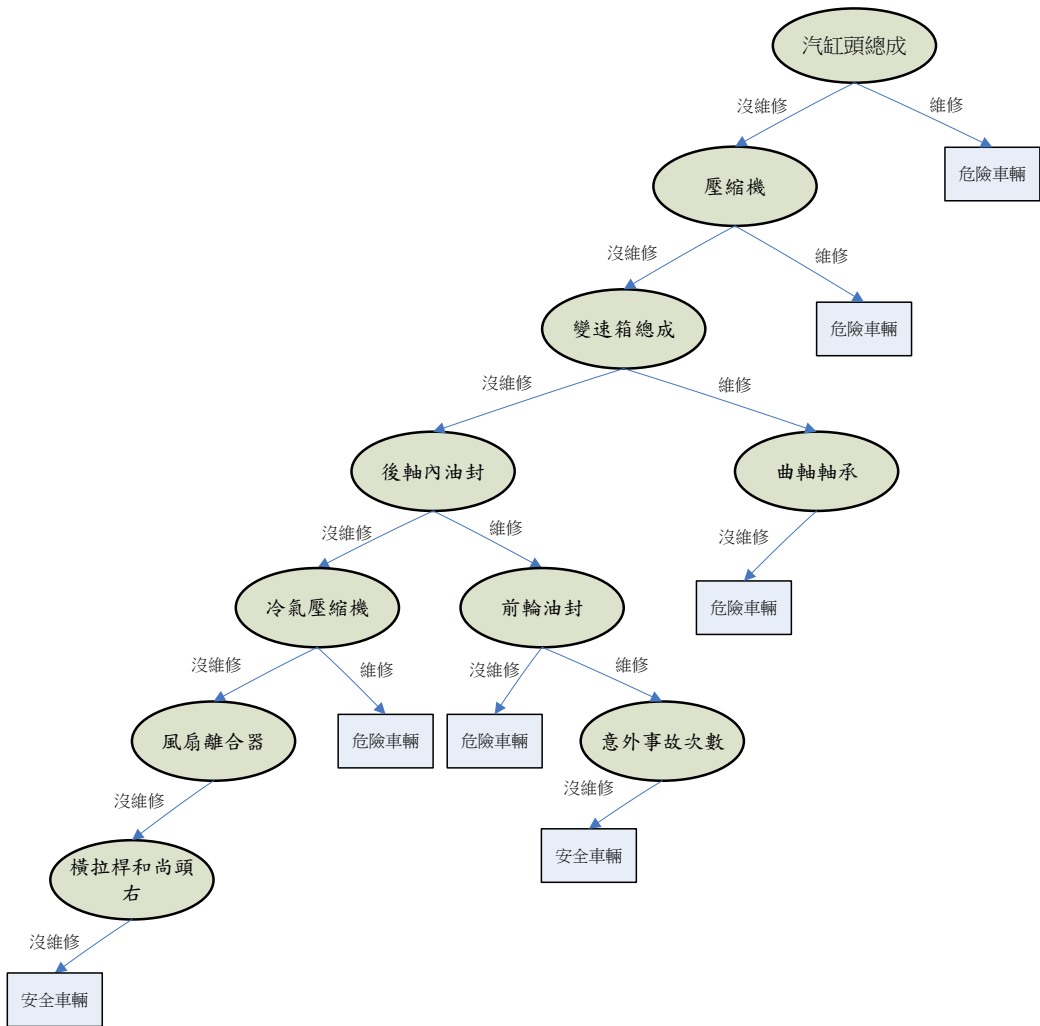 汽缸頭總成
沒維修
維修
壓縮機
危險車輛
沒維修
維修
變速箱總成
危險車輛
沒維修
維修
後軸內油封
曲軸軸承
沒維修
維修
沒維修
冷氣壓縮機
前輪油封
危險車輛
沒維修
維修
沒維修
維修
風扇離合器
危險車輛
危險車輛
意外事故次數
沒維修
沒維修
橫拉桿和尚頭
右
安全車輛
沒維修
安全車輛